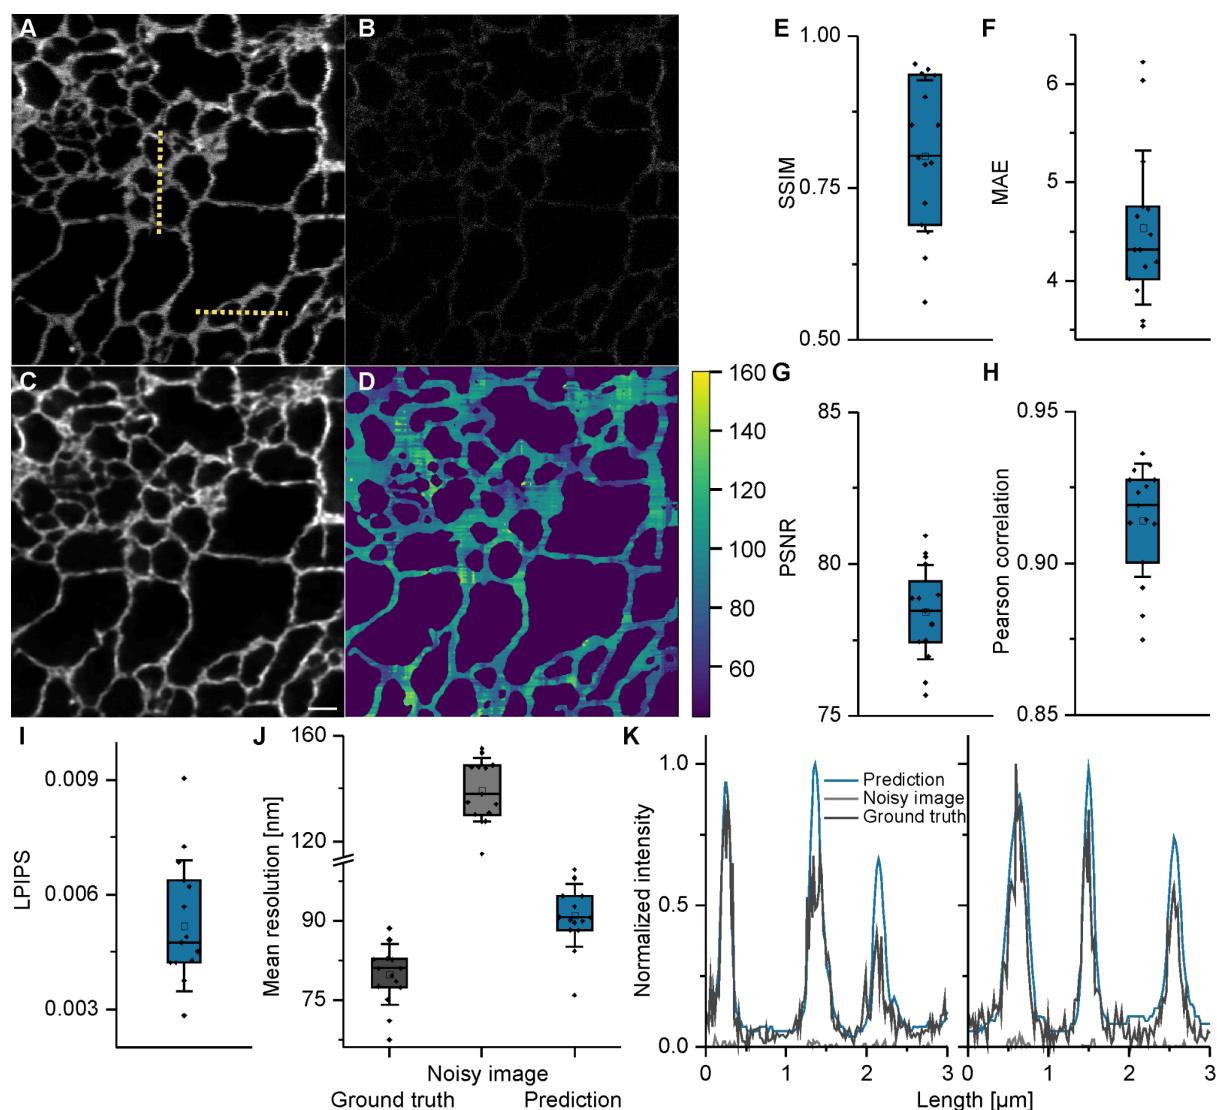 A
B
C
D
160
140
120
100
80
60
E
SSIM
1.00
0.75
0.50
F
MAE
6
5
4
G
PSNR
85
80
75
H
Pearson correlation
0.95
0.90
0.85
I
LPIPS
0.009
0.006
0.003
J
Mean resolution [nm]
160
120
90
75
Noisy image
Ground truth
Prediction
K
Normalized intensity
1.0
0.5
0.0
Prediction
Noisy image
Ground truth
0
1
2
3
0
1
2
3
Length [µm]